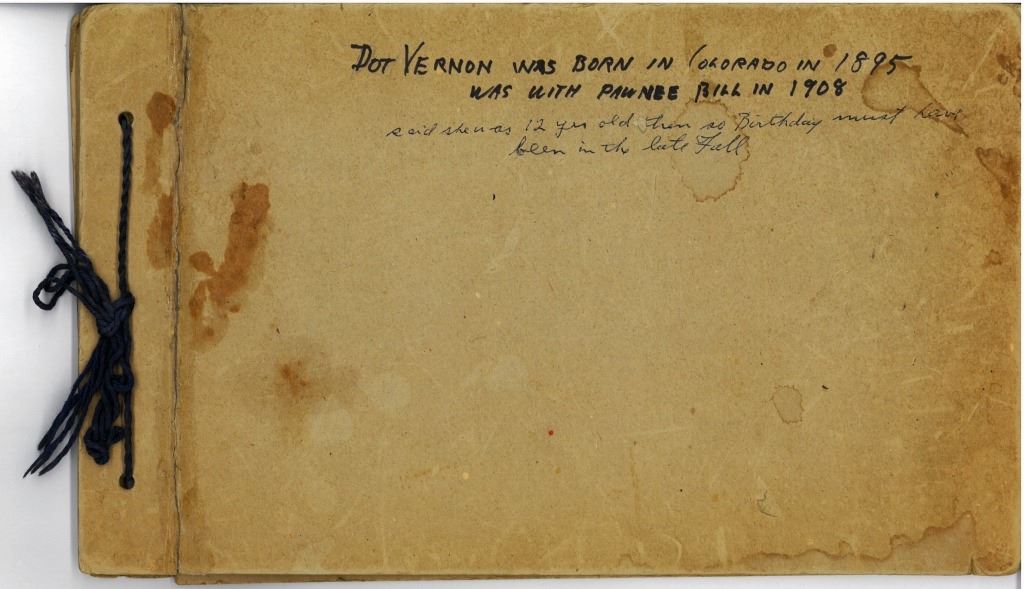 DOT VERNON WAS BORN IN COLORADO IN 1895
WAS WITH PAWNEE BILL IN 1908
said she was 12 yrs old then so Birthday must have
been in the late Fall